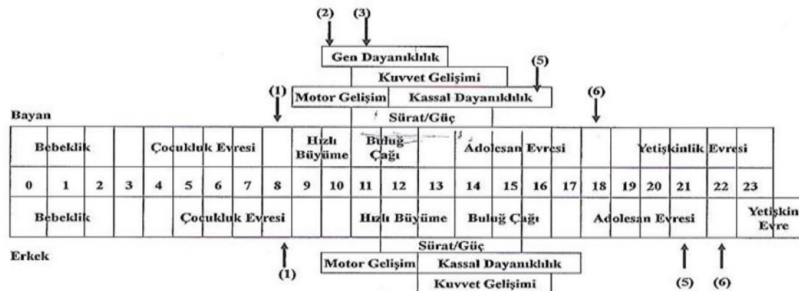 (2) (3)
Gen Dayanıklılık
Kuvvet Gelişimi (5)
(1) Motor Gelişim Kassal Dayanıklılık (6)
Bayan Sürat/Güç
Bebeklik Çocukluk Evresi Hızlı Büyüme Buluğ Çağı Adolesan Evresi Yetişkinlik Evresi
0 1 2 3 4 5 6 7 8 9 10 11 12 13 14 15 16 17 18 19 20 21 22 23
Bebeklik Çocukluk Evresi Hızlı Büyüme Buluğ Çağı Adolesan Evresi Yetişkin Evre
Sürat/Güç
Erkek (1) Motor Gelişim Kassal Dayanıklılık (5) (6)
Kuvvet Gelişimi